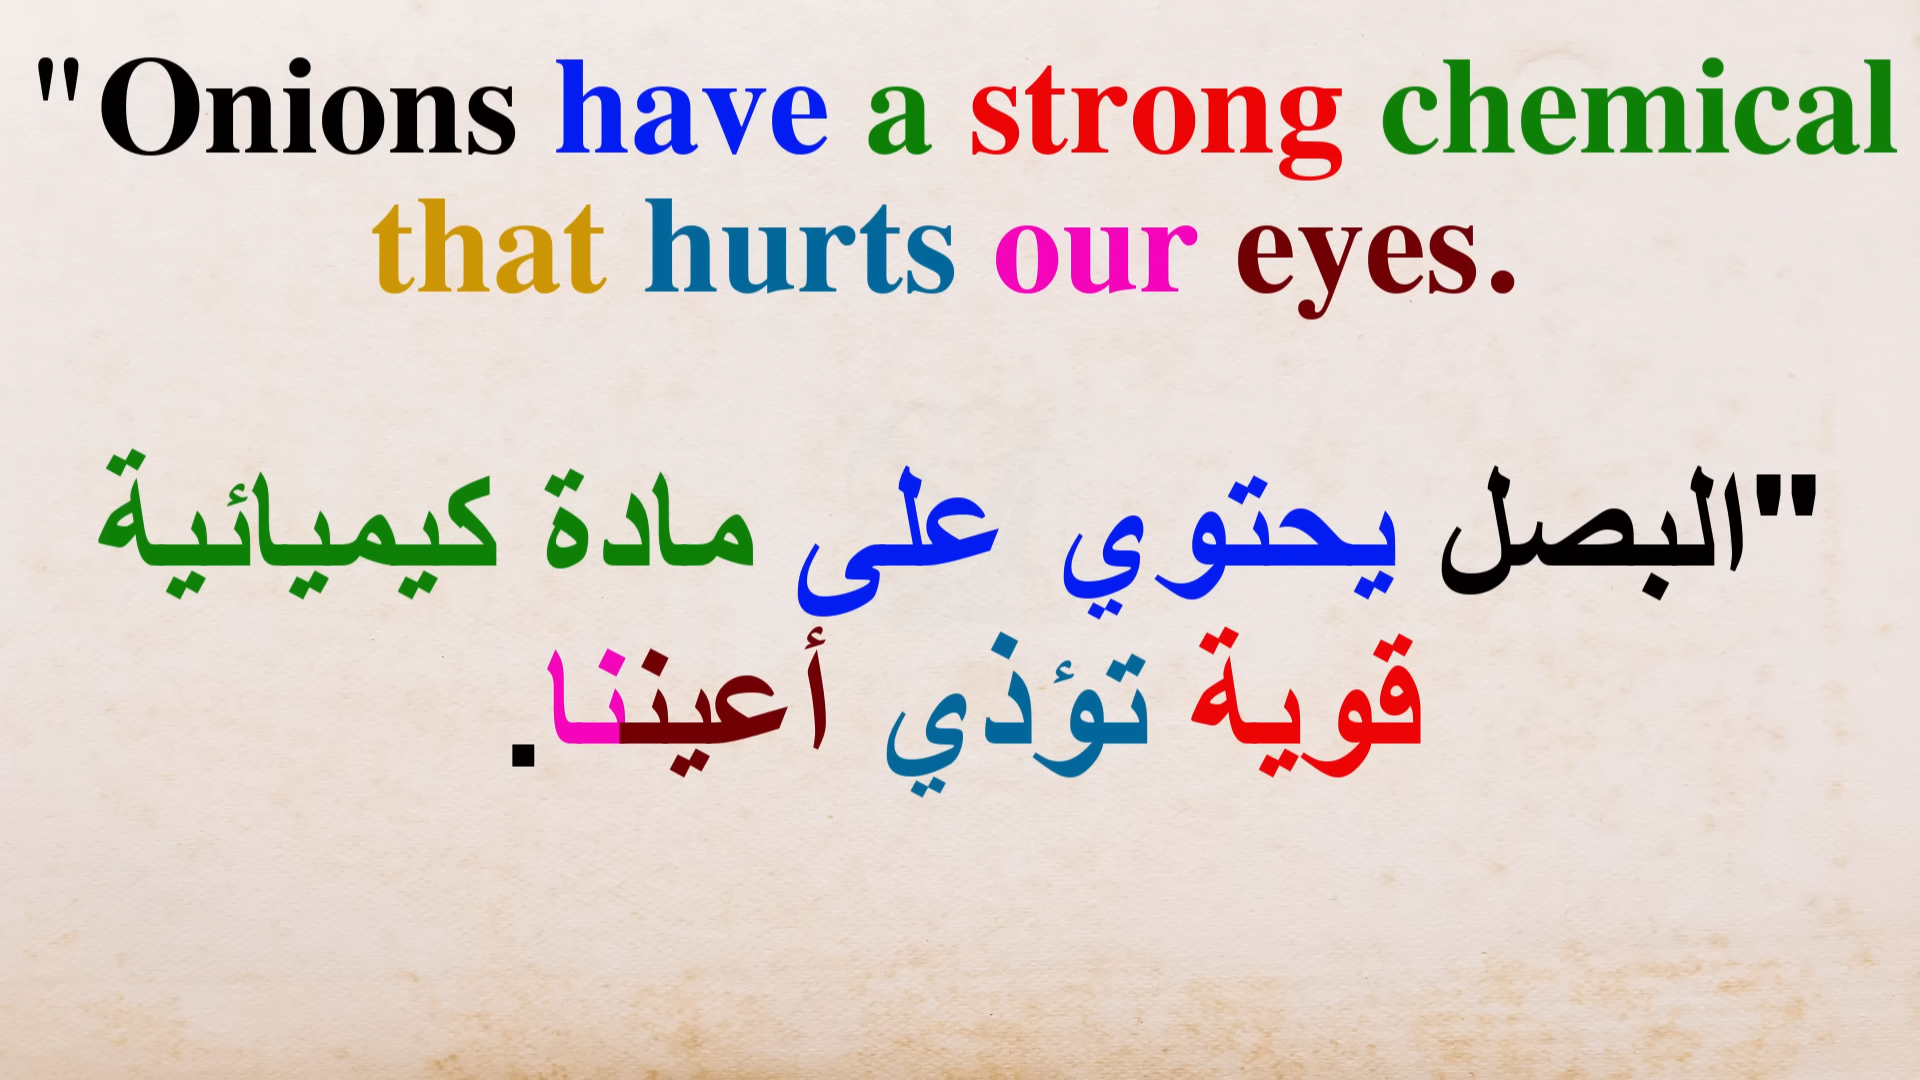 "Onions have a strong chemical
that hurts our eyes.
"البصل يحتوي على مادة كيميائية
قوية تؤذي أعيننا.